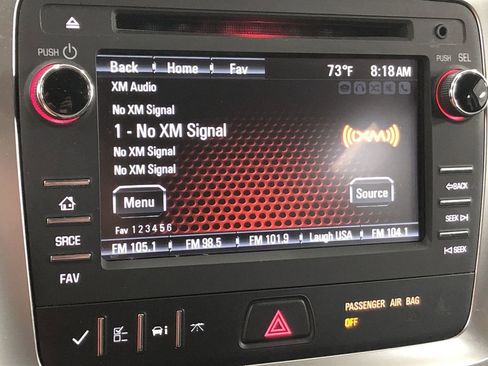 PUSH
PUSH SEL
Back Home Fav 73°F 8:18AM
XM Audio
No XM Signal
1 - No XM Signal
No XM Signal
No XM Signal
XM
Menu
Source
Fav 1 2 3 4 5 6
FM 105.1 FM 98.5 FM 101.9 Laugh USA FM 104.1
SRCE
FAV
BACK
SEEK
SEEK
PASSENGER AIR BAG
OFF